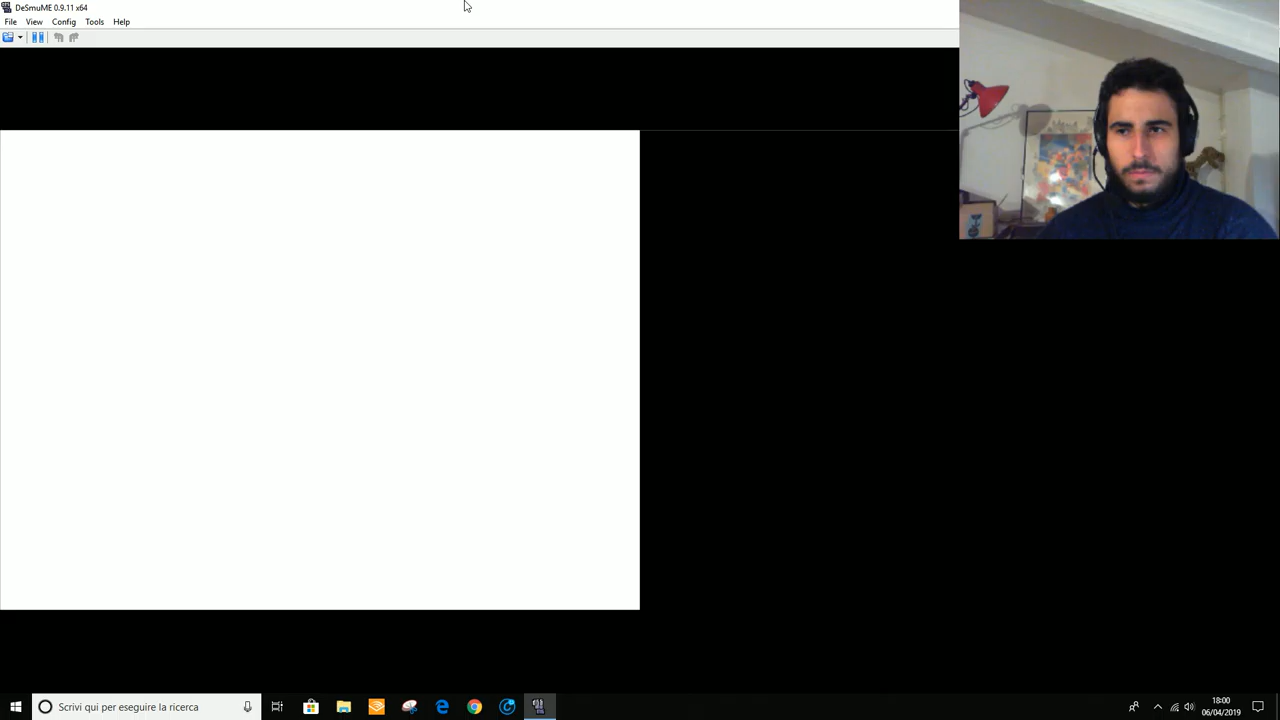 DeSmuME 0.9.11 x64
File View Config Tools Help
Scrivi qui per eseguire la ricerca
18:00
06/04/2019